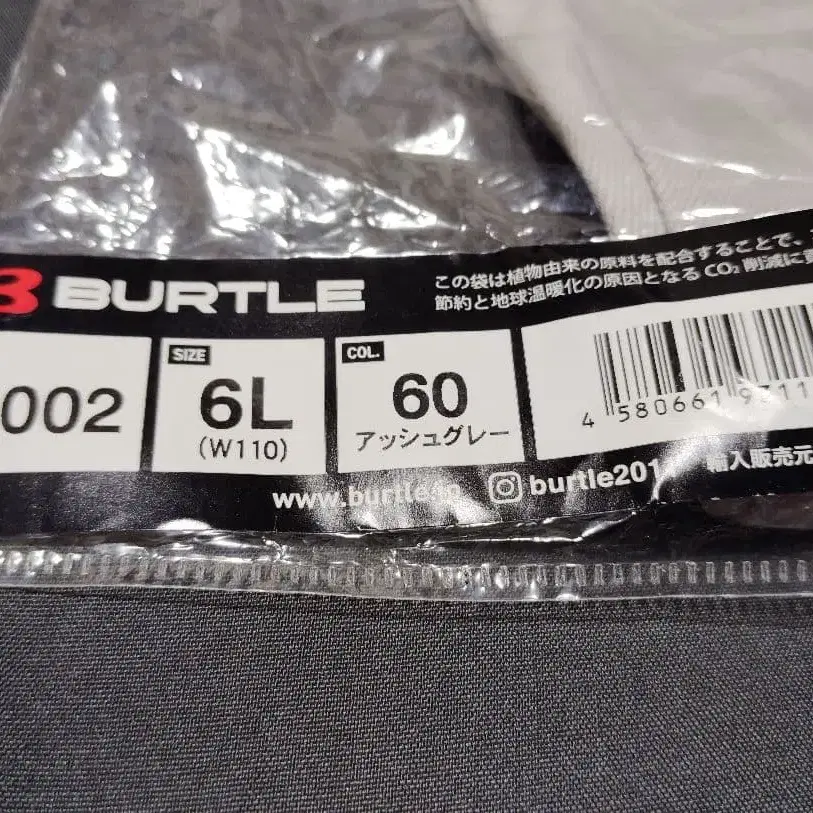 BURTLE
この袋は植物由来の原料を配合することで、
節約と地球温暖化の原因となるCO₂削減に
002
SIZE
6L
(W110)
COL.
60
アッシュグレー
4 580661
www.burtle.jp
burtle201
輸入販売元